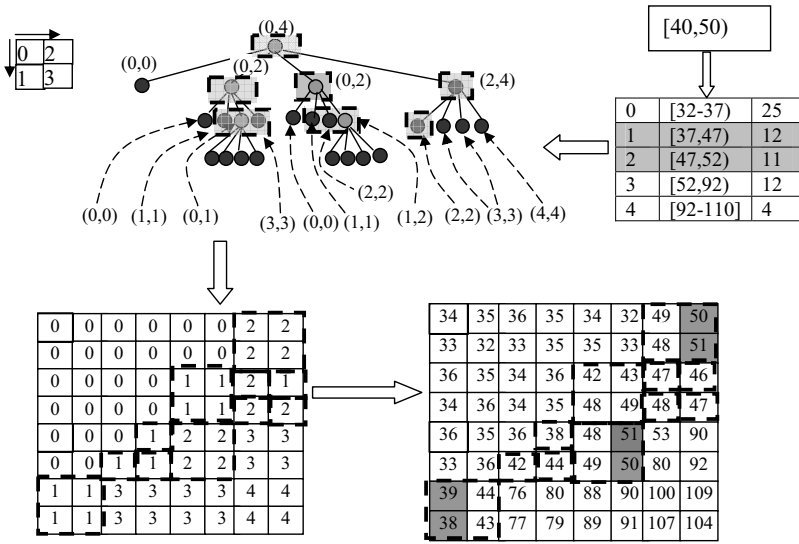 [40,50)
0 2
1 3
(0,4)
(0,0) (0,2) (0,2) (2,4)
0 [32-37) 25
1 [37,47) 12
2 [47,52) 11
3 [52,92) 12
4 [92-110] 4
(2,2)
(0,0) (1,1) (0,1) (3,3) (0,0) (1,1) (1,2) (2,2) (3,3) (4,4)
0 0 0 0 0 0 2 2
0 0 0 0 0 0 2 2
0 0 0 0 1 1 2 1
0 0 0 0 1 1 2 2
0 0 0 1 2 2 3 3
0 0 1 1 2 2 3 3
1 1 3 3 3 3 4 4
1 1 3 3 3 3 4 4
34 35 36 35 34 32 49 50
33 32 33 35 35 33 48 51
36 35 34 36 42 43 47 46
34 36 34 35 48 49 48 47
36 35 36 38 48 51 53 90
33 36 42 44 49 50 80 92
39 44 76 80 88 90 100 109
38 43 77 79 89 91 107 104